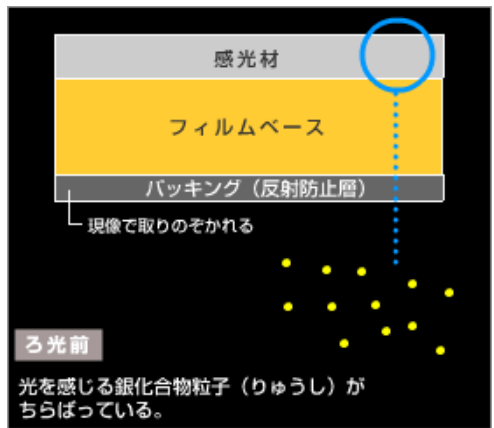 感光材
フィルムベース
バッキング（反射防止層）
現像で取りのぞかれる
ろ光前
光を感じる銀化合物粒子（りゅうし）が
ちらばっている。